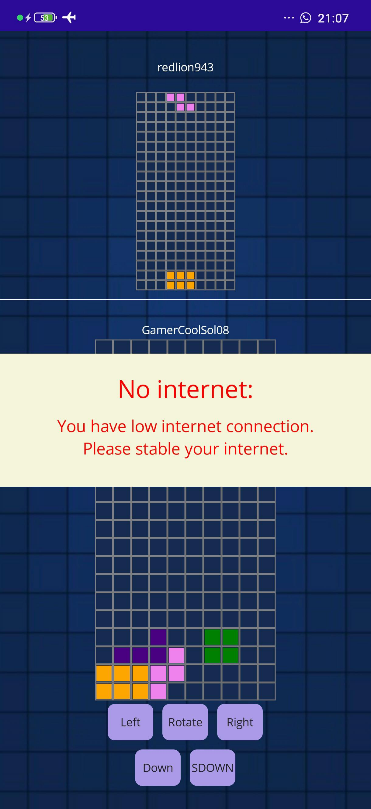 53
21:07
redlion943
GamerCoolSol08
No internet:
You have low internet connection.
Please stable your internet.
Left
Rotate
Right
Down
SDOWN